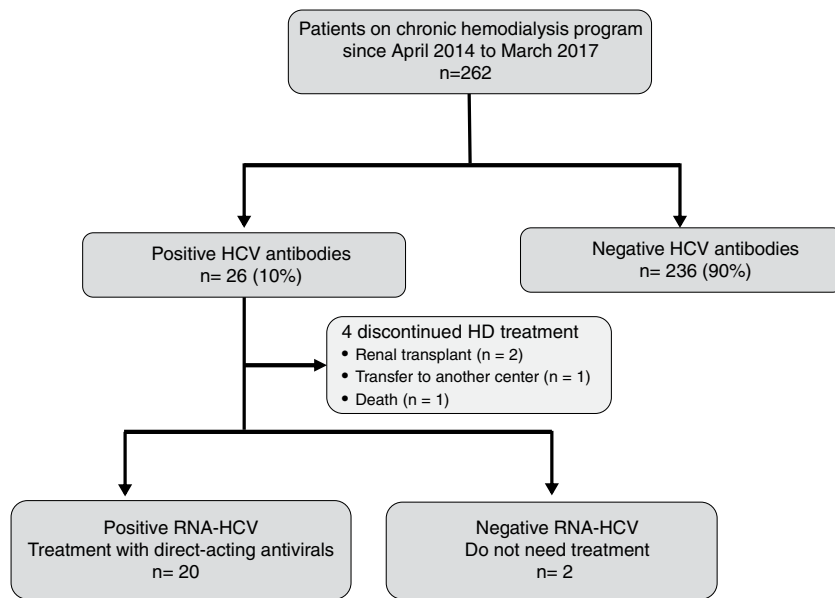 Patients on chronic hemodialysis program
since April 2014 to March 2017
n=262
Positive HCV antibodies
n= 26 (10%)
Negative HCV antibodies
n= 236 (90%)
4 discontinued HD treatment
• Renal transplant (n = 2)
• Transfer to another center (n = 1)
• Death (n = 1)
Positive RNA-HCV
Treatment with direct-acting antivirals
n= 20
Negative RNA-HCV
Do not need treatment
n= 2